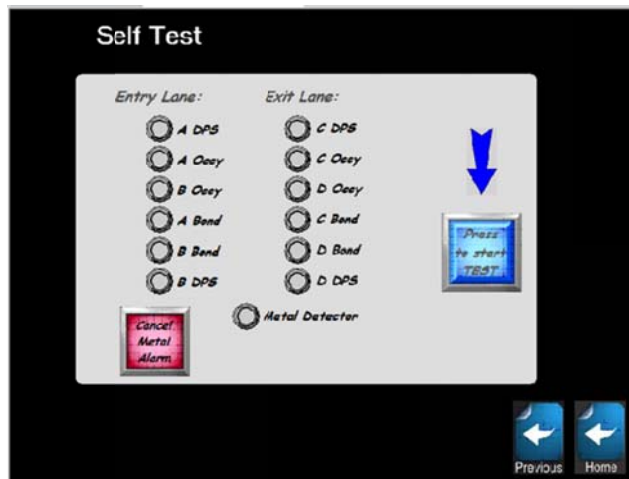 Self Test
Entry Lane:
Exit Lane:
A DPS
C DPS
A Occy
C Occy
B Occy
D Occy
A Bond
C Bond
B Bond
D Bond
B DPS
D DPS
Metal Detector
Cancel
Metal
Alarm
Press
to start
TEST
Previous
Home